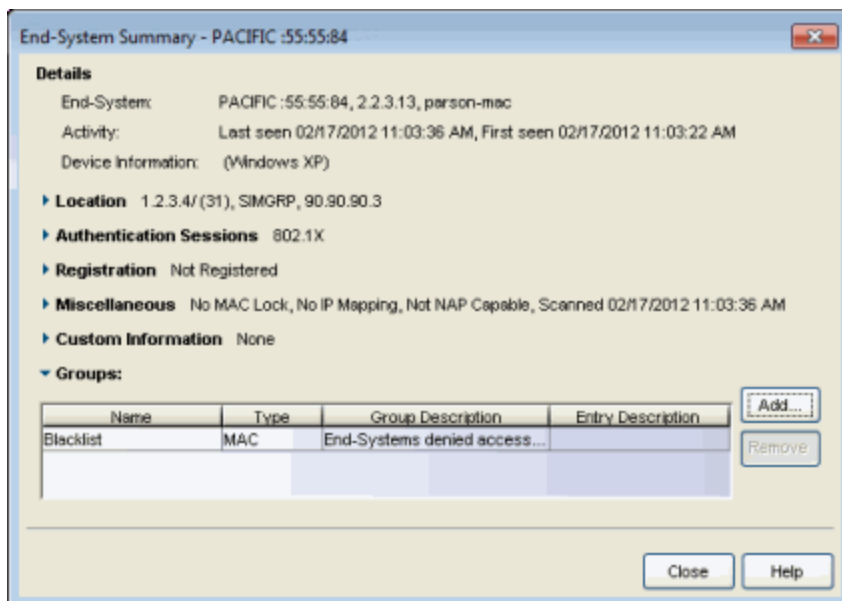 End-System Summary - PACIFIC :55:55:84
Details
End-System: PACIFIC :55:55:84, 2.2.3.13, parson-mac
Activity: Last seen 02/17/2012 11:03:36 AM, First seen 02/17/2012 11:03:22 AM
Device Information: (Windows XP)
Location 1.2.3.4/ (31), SIMGRP, 90.90.90.3
Authentication Sessions 802.1X
Registration Not Registered
Miscellaneous No MAC Lock, No IP Mapping, Not NAP Capable, Scanned 02/17/2012 11:03:36 AM
Custom Information None
Groups:
Name Type Group Description Entry Description
Blacklist MAC End-Systems denied access...
Add...
Remove
Close Help